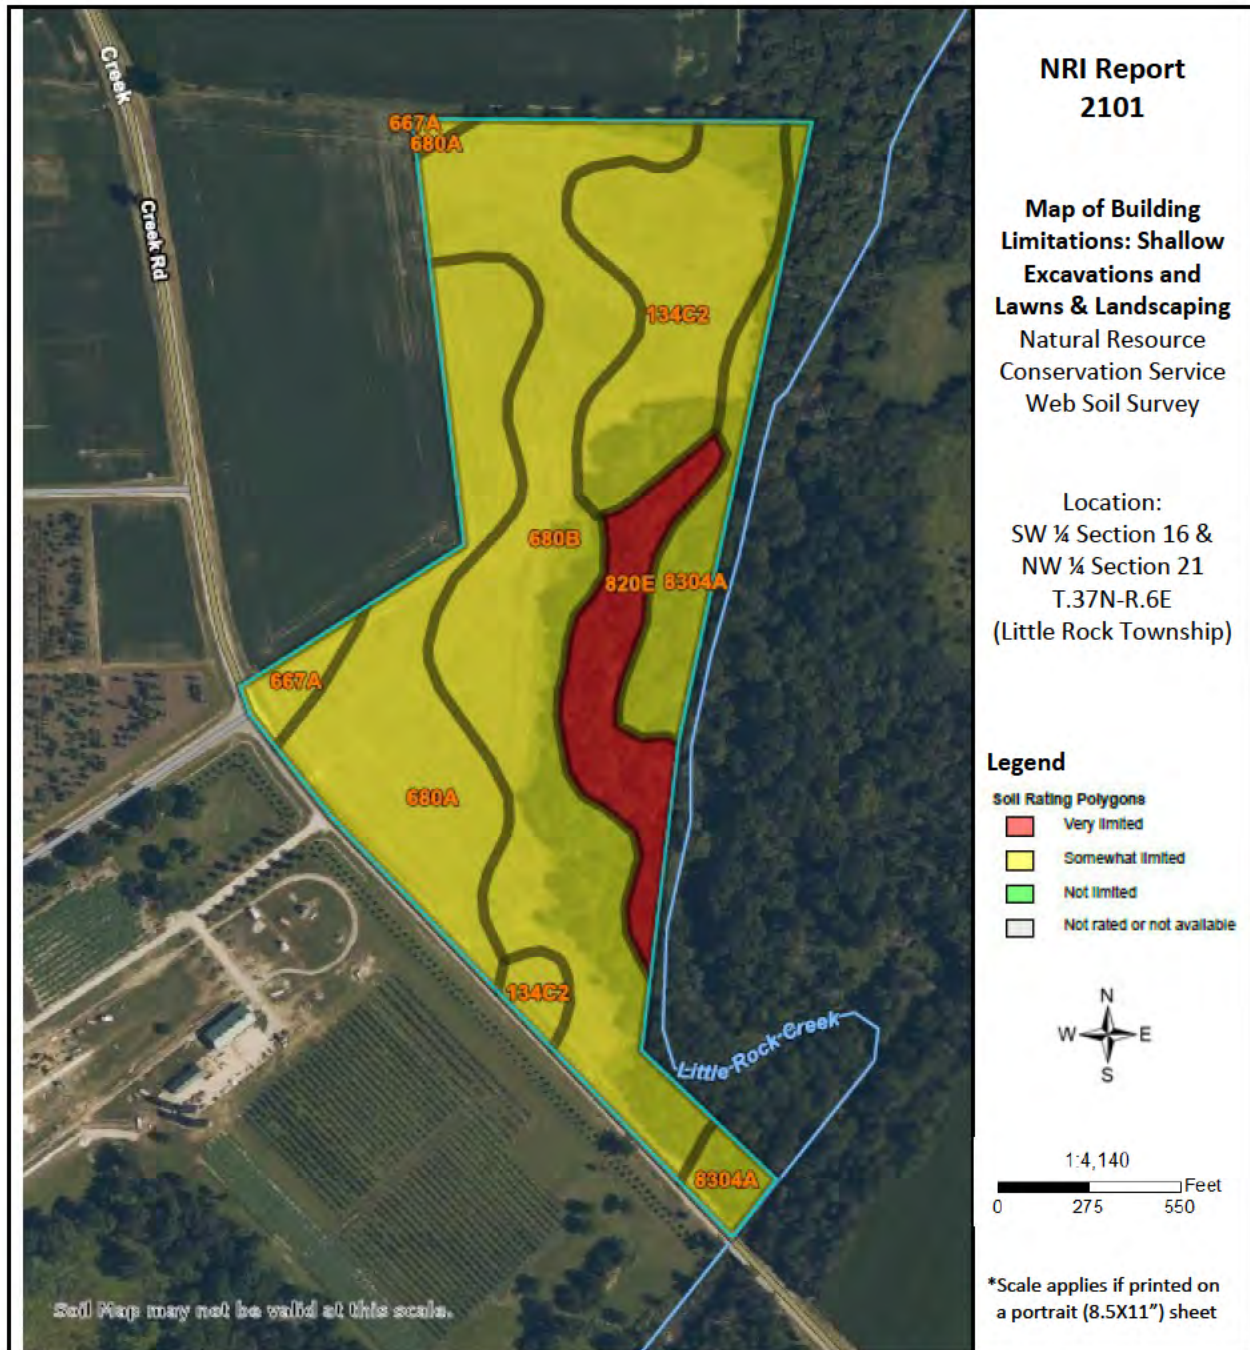 Creek
Creek Rd
667A
680A
134C2
680B
820E
8304A
667A
680A
134C2
Little-Rock-Creek
8304A
Soil Map may not be valid at this scale.
NRI Report
2101
Map of Building
Limitations: Shallow
Excavations and
Lawns & Landscaping
Natural Resource
Conservation Service
Web Soil Survey
Location:
SW ¼ Section 16 &
NW ¼ Section 21
T.37N-R.6E
(Little Rock Township)
Legend
Soil Rating Polygons
Very limited
Somewhat limited
Not limited
Not rated or not available
N
W E
S
1:4,140
Feet
0 275 550
*Scale applies if printed on
a portrait (8.5X11") sheet